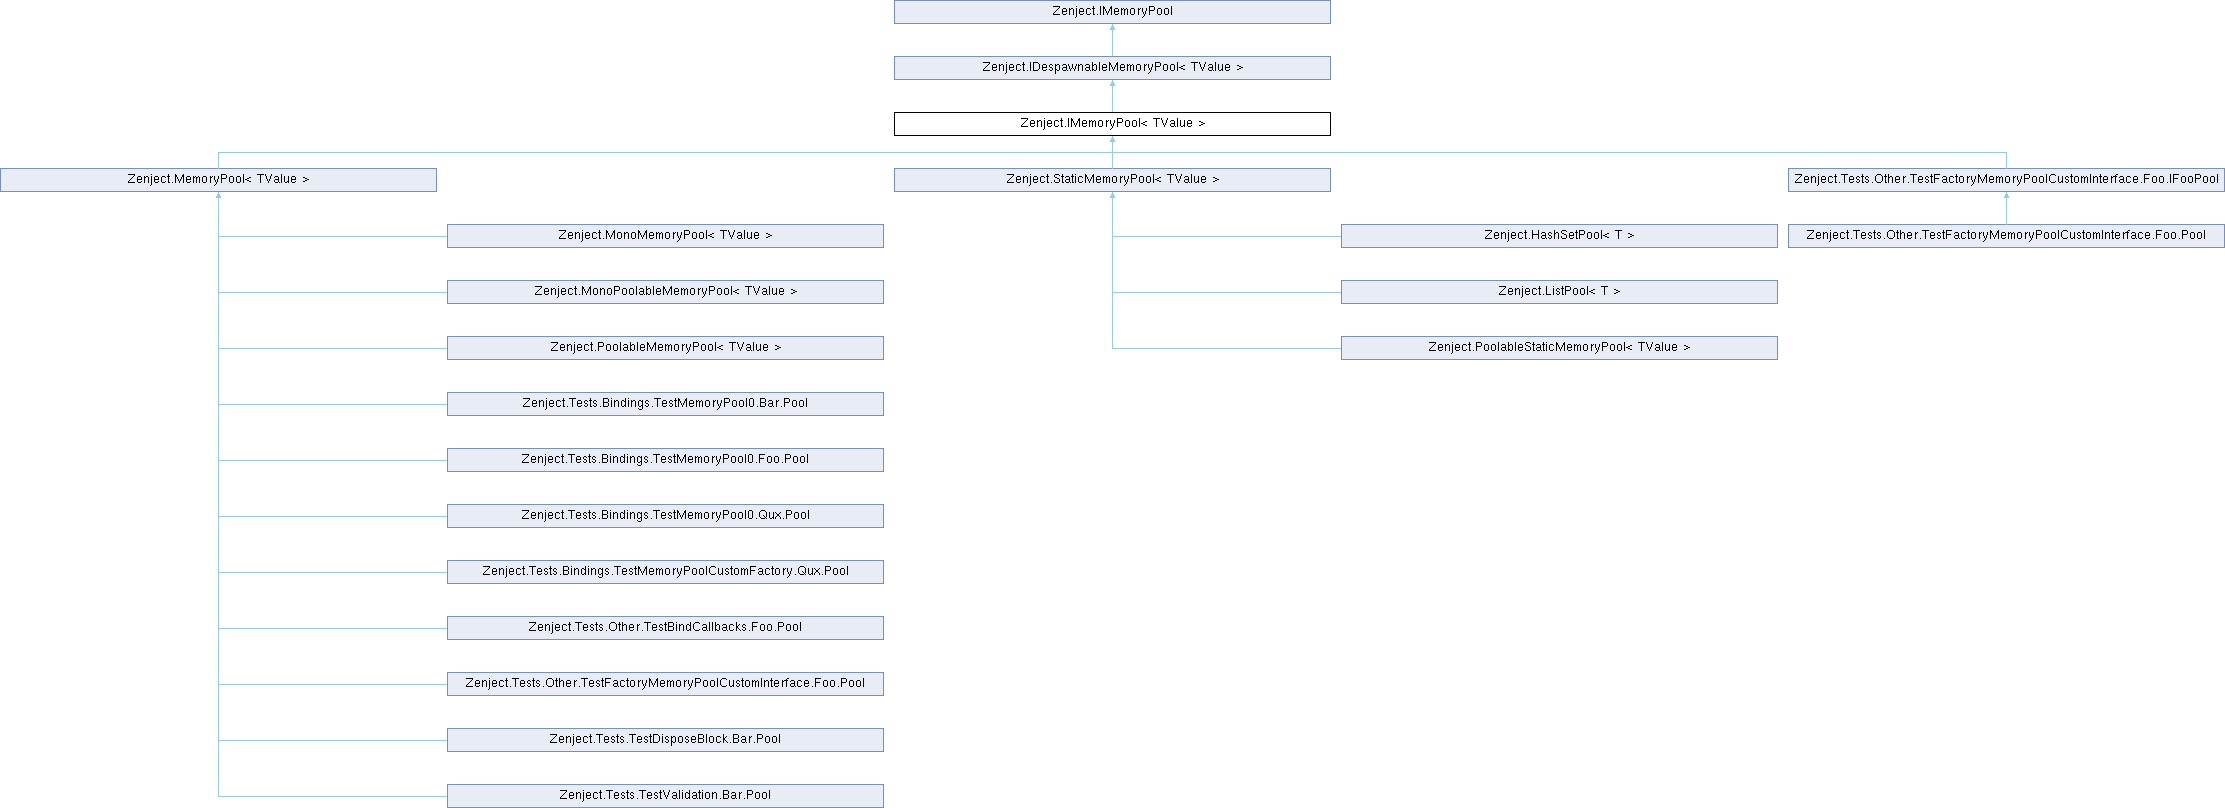 Zenject.IMemoryPool
Zenject.IDespawnableMemoryPool< TValue >
Zenject.IMemoryPool< TValue >
Zenject.MemoryPool< TValue >
Zenject.StaticMemoryPool< TValue >
Zenject.Tests.Other.TestFactoryMemoryPoolCustomInterface.Foo.IFooPool
Zenject.MonoMemoryPool< TValue >
Zenject.HashSetPool< T >
Zenject.Tests.Other.TestFactoryMemoryPoolCustomInterface.Foo.Pool
Zenject.MonoPoolableMemoryPool< TValue >
Zenject.ListPool< T >
Zenject.PoolableMemoryPool< TValue >
Zenject.PoolableStaticMemoryPool< TValue >
Zenject.Tests.Bindings.TestMemoryPool0.Bar.Pool
Zenject.Tests.Bindings.TestMemoryPool0.Foo.Pool
Zenject.Tests.Bindings.TestMemoryPool0.Qux.Pool
Zenject.Tests.Bindings.TestMemoryPoolCustomFactory.Qux.Pool
Zenject.Tests.Other.TestBindCallbacks.Foo.Pool
Zenject.Tests.Other.TestFactoryMemoryPoolCustomInterface.Foo.Pool
Zenject.Tests.TestDisposeBlock.Bar.Pool
Zenject.Tests.TestValidation.Bar.Pool